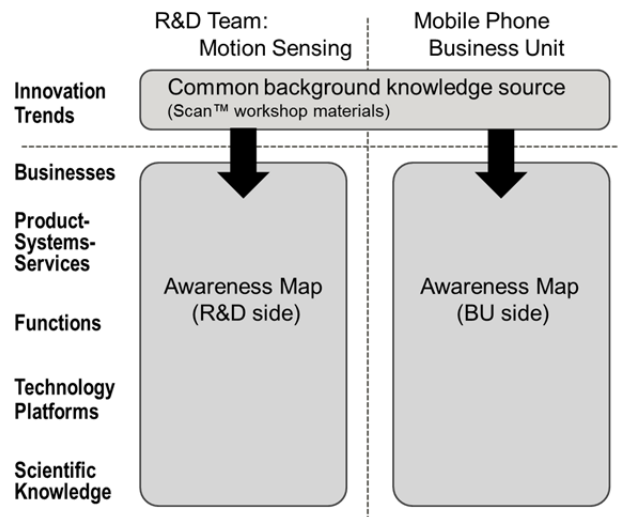 R&D Team:
Motion Sensing
Mobile Phone
Business Unit
Innovation
Trends
Common background knowledge source
(Scan™ workshop materials)
Businesses
Product-
Systems-
Services
Functions
Technology
Platforms
Scientific
Knowledge
Awareness Map
(R&D side)
Awareness Map
(BU side)